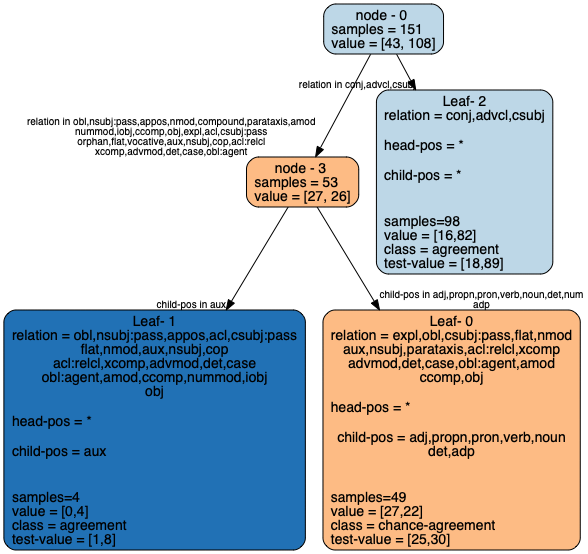 node - 0
samples = 151
value = [43, 108]
relation in conj,advcl,csubj
relation in obl,nsubj:pass,appos,nmod,compound,parataxis,amod
nummod,iobj,ccomp,obj,expl,acl,csubj:pass
orphan,flat,vocative,aux,nsubj,cop,acl:relcl
xcomp,advmod,det,case,obl:agent
Leaf- 2
relation = conj,advcl,csubj
head-pos = *
child-pos = *
samples=98
value = [16,82]
class = agreement
test-value = [18,89]
node - 3
samples = 53
value = [27, 26]
child-pos in aux
child-pos in adj,propn,pron,verb,noun,det,num
adp
Leaf- 1
relation = obl,nsubj:pass,appos,acl,csubj:pass
flat,nmod,aux,nsubj,cop
acl:relcl,xcomp,advmod,det,case
obl:agent,amod,ccomp,nummod,iobj
obj
head-pos = *
child-pos = aux
samples=4
value = [0,4]
class = agreement
test-value = [1,8]
Leaf- 0
relation = expl,obl,csubj:pass,flat,nmod
aux,nsubj,parataxis,acl:relcl,xcomp
advmod,det,case,obl:agent,amod
ccomp,obj
head-pos = *
child-pos = adj,propn,pron,verb,noun
det,adp
samples=49
value = [27,22]
class = chance-agreement
test-value = [25,30]